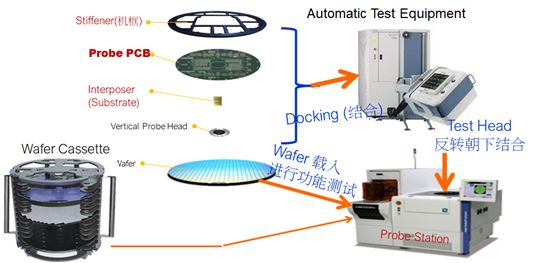 Stiffener(机框)
Automatic Test Equipment
Probe PCB
Interposer
(Substrate)
Docking (结合)
Vertical Probe Head
Test Head
反转朝下结合
Wafer Cassette
Vafer
Wafer 载入
进行功能测试
Probe Station